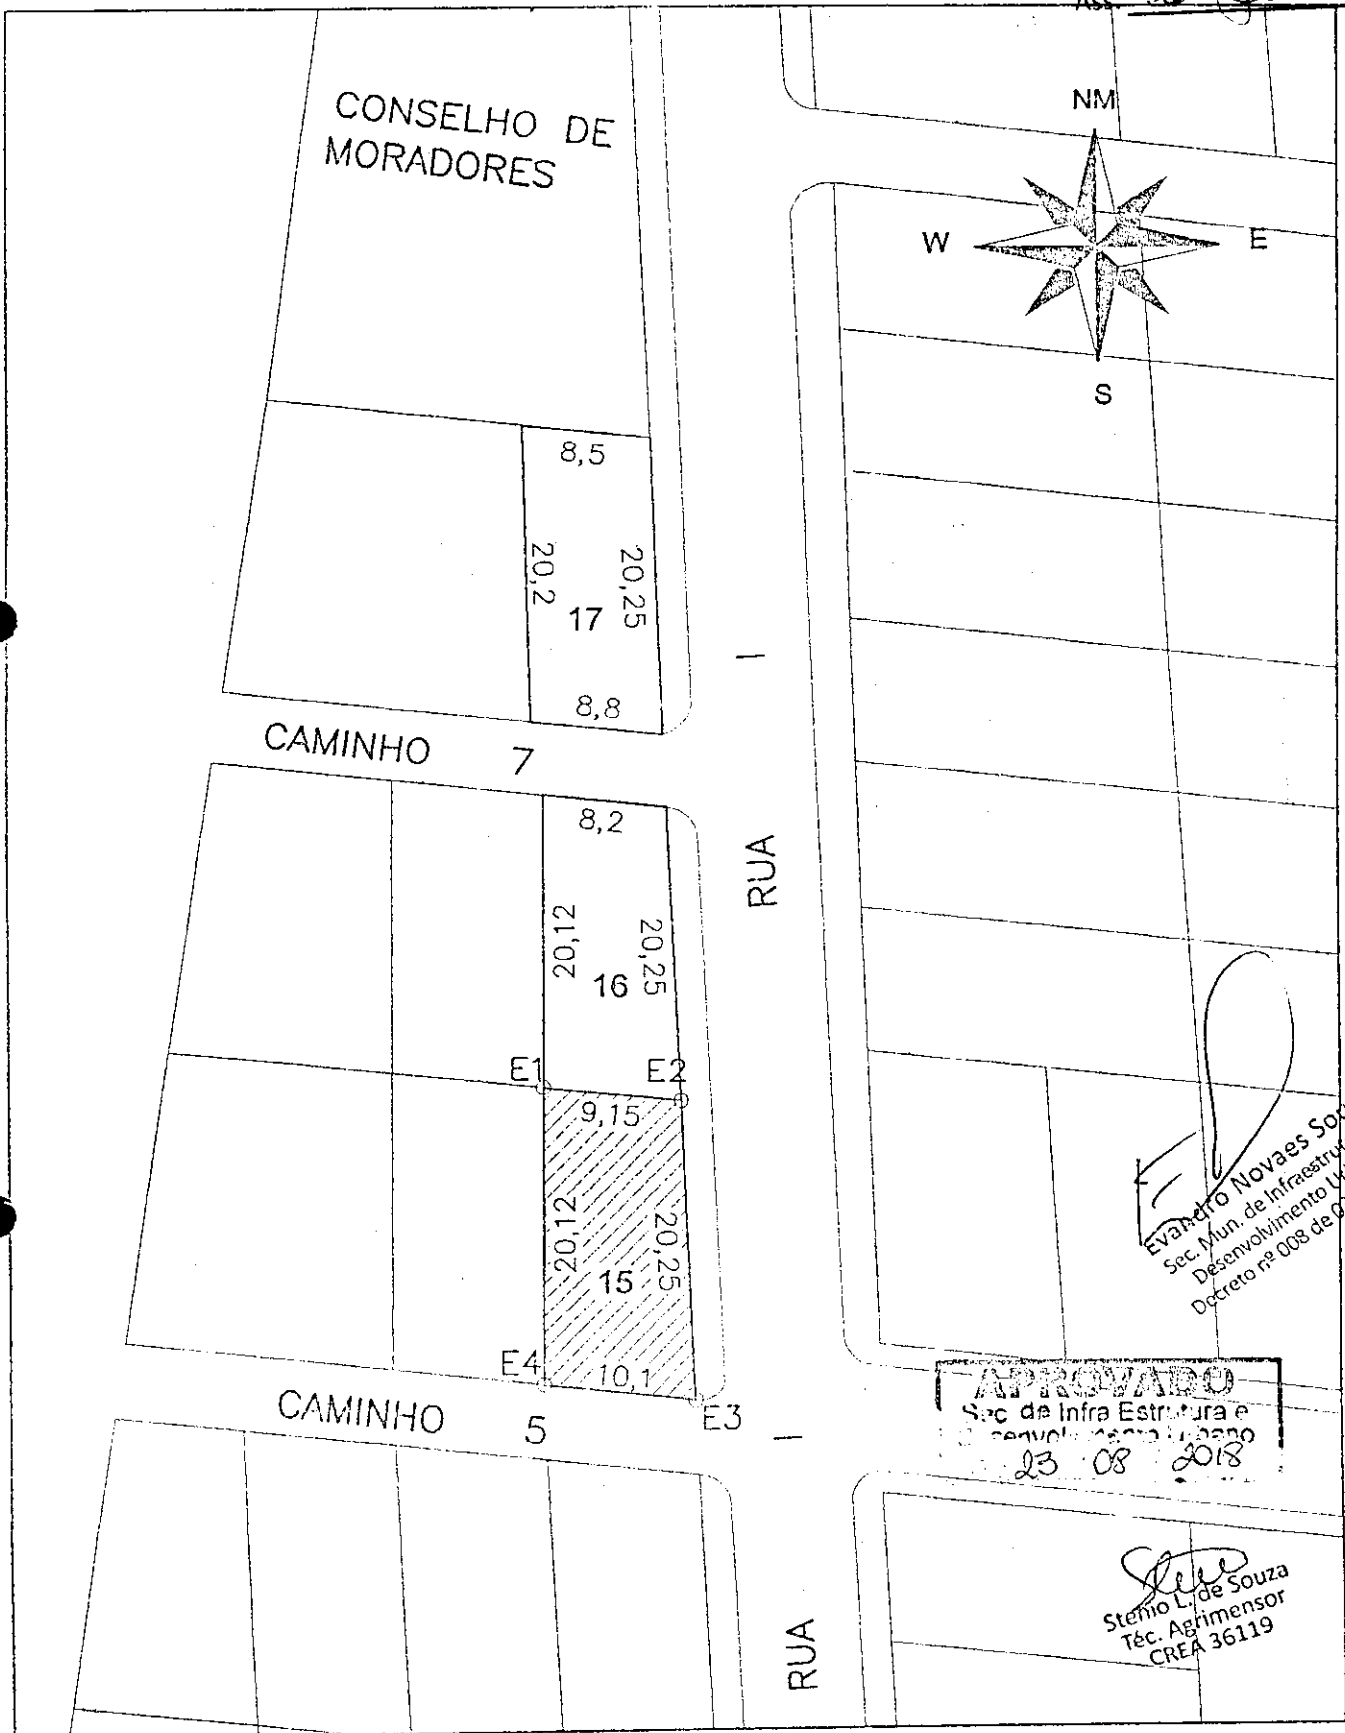 Ass.
CONSELHO DE
MORADORES
NM
W
E
S
8,5
20,2
20,25
17
8,8
I
CAMINHO 7
8,2
RUA
20,12
20,25
16
E1
E2
9,15
20,12
20,25
15
E4
10,1
E3
CAMINHO 5
I
RUA
Evandro Novaes
Sec. Mun. de
Desenvolvimento
Decreto nº 008 de
APROVADO
Sec de Infra Estrutura e
23 08 2018
Stenio L. de Souza
Téc. Agrimensor
CREA 36119